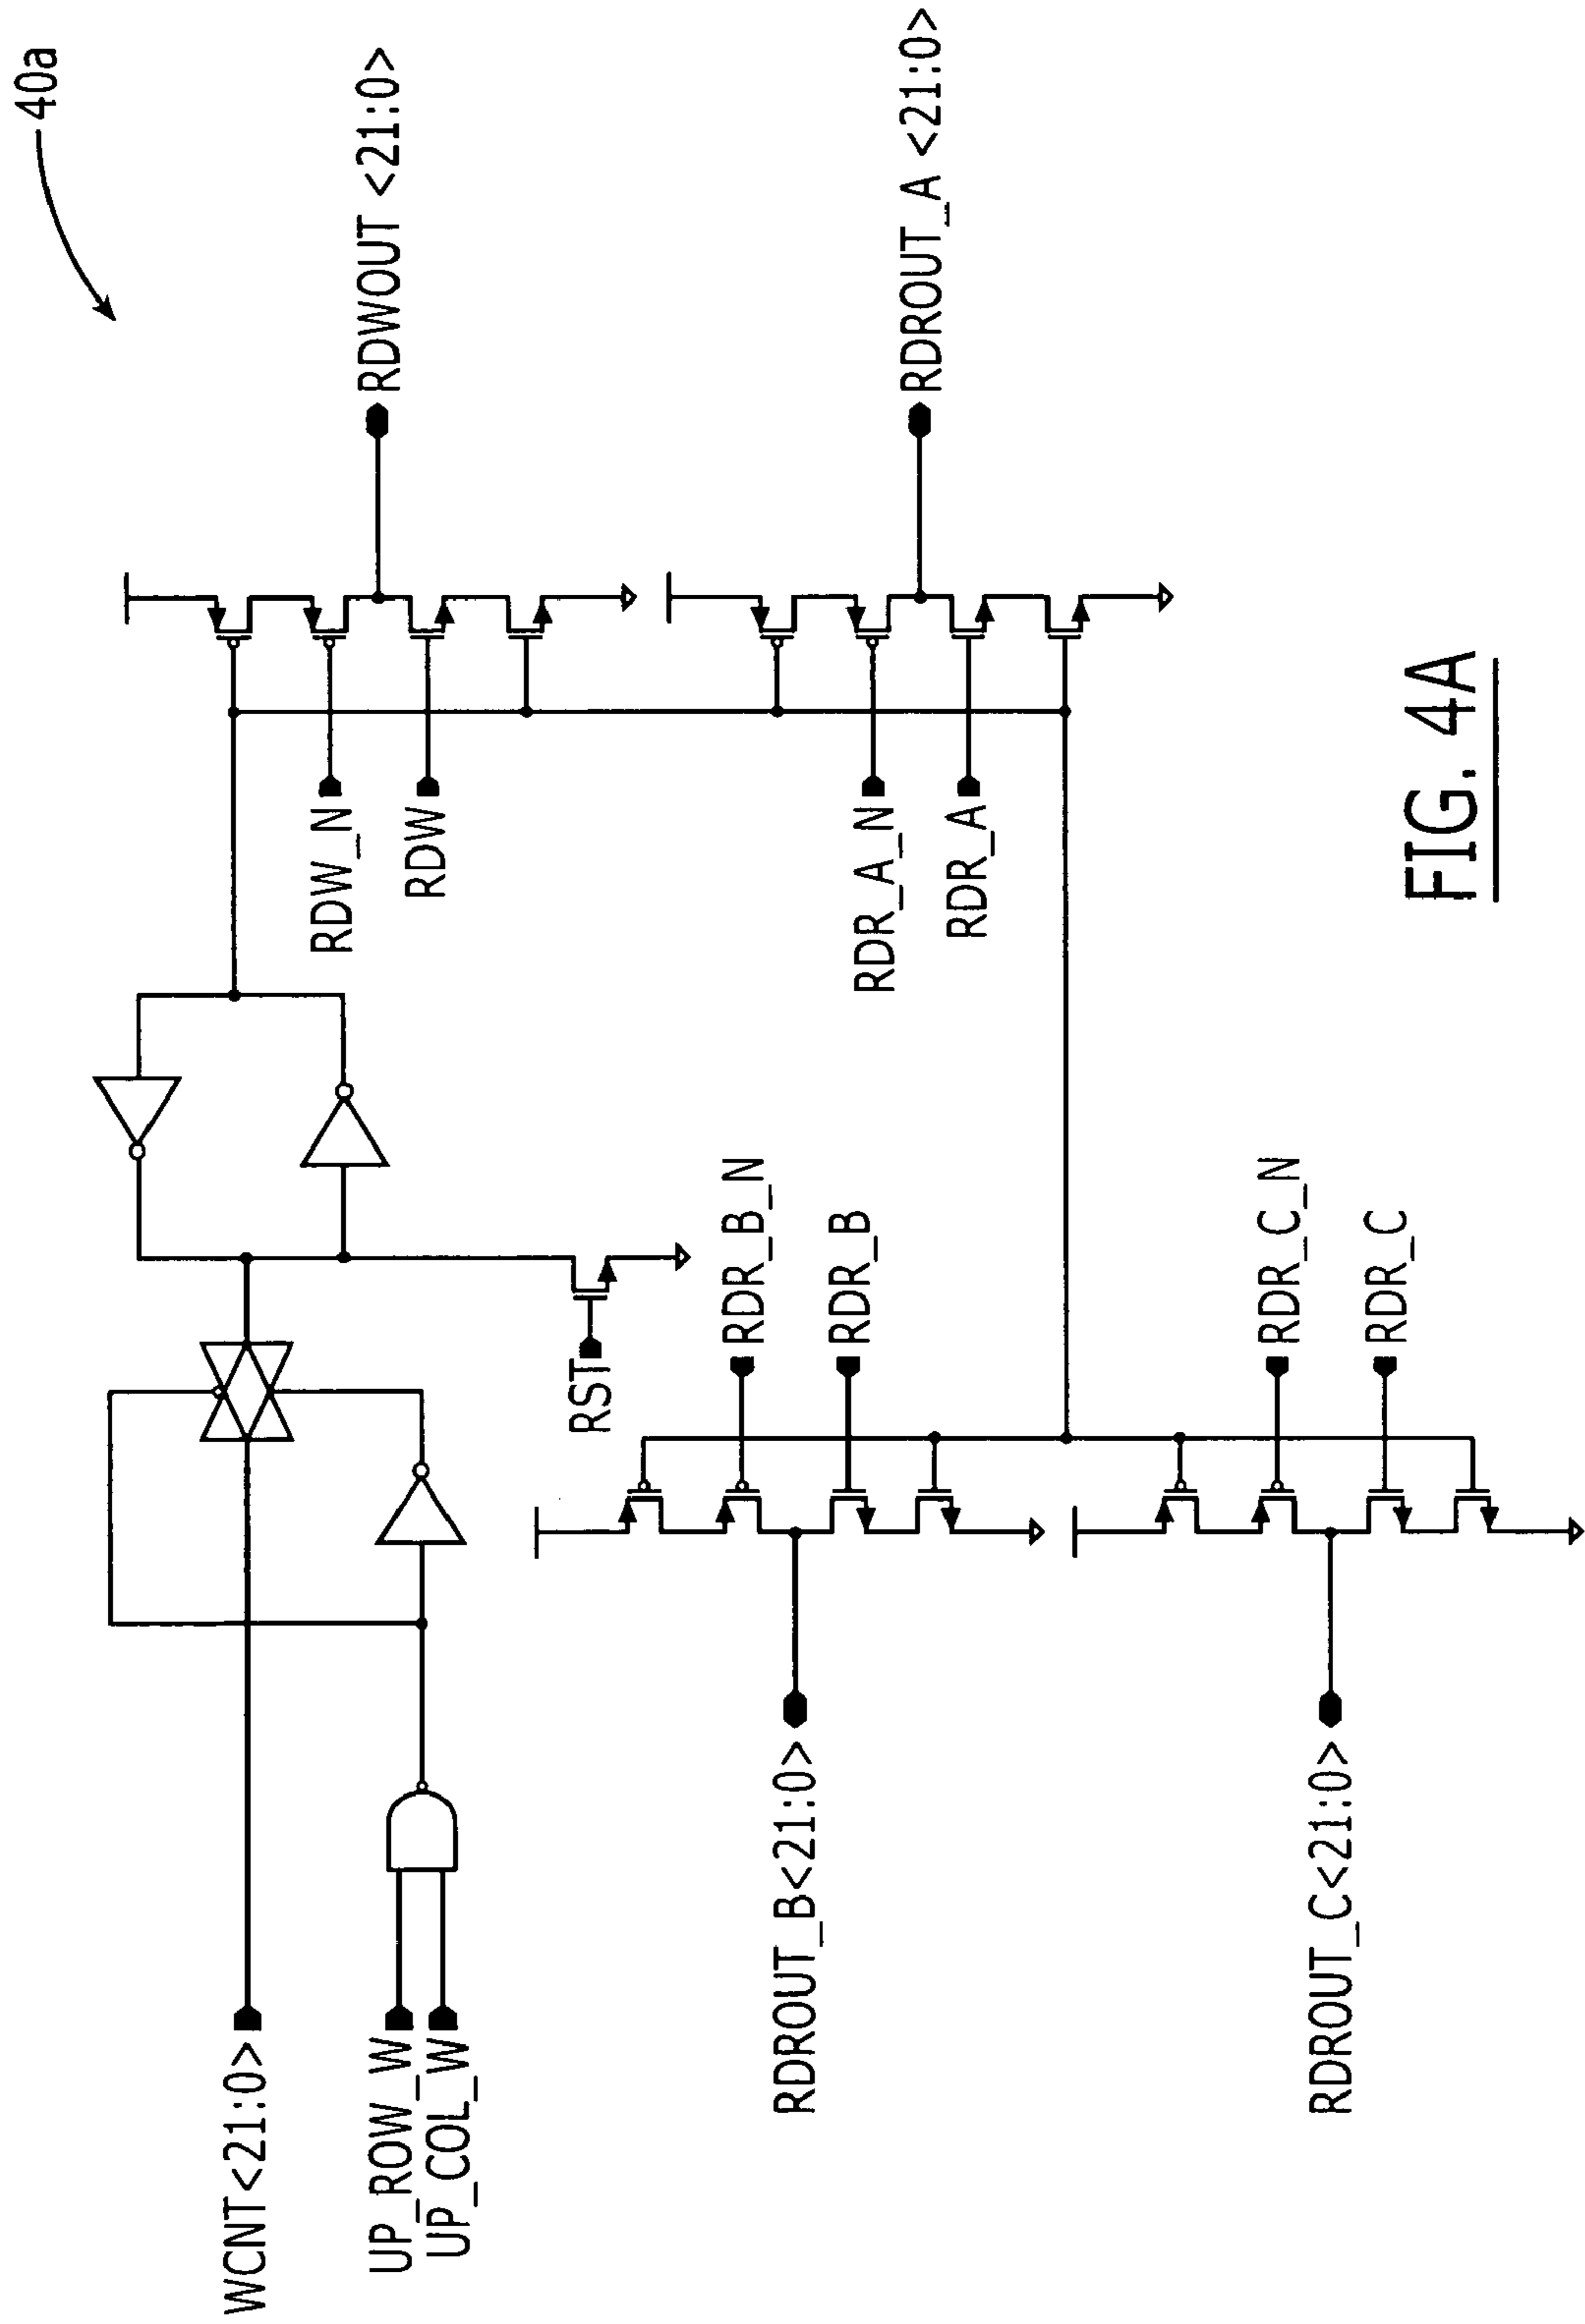 40a
WCNT<21:0>
UP_ROW_W
UP_COL_W
RST
RDW_N
RDW
RDWOUT <21:0>
RDR_A_N
RDR_A
RDROUT_A <21:0>
RDR_B_N
RDR_B
RDROUT_B<21:0>
RDR_C_N
RDR_C
RDROUT_C<21:0>
FIG. 4A